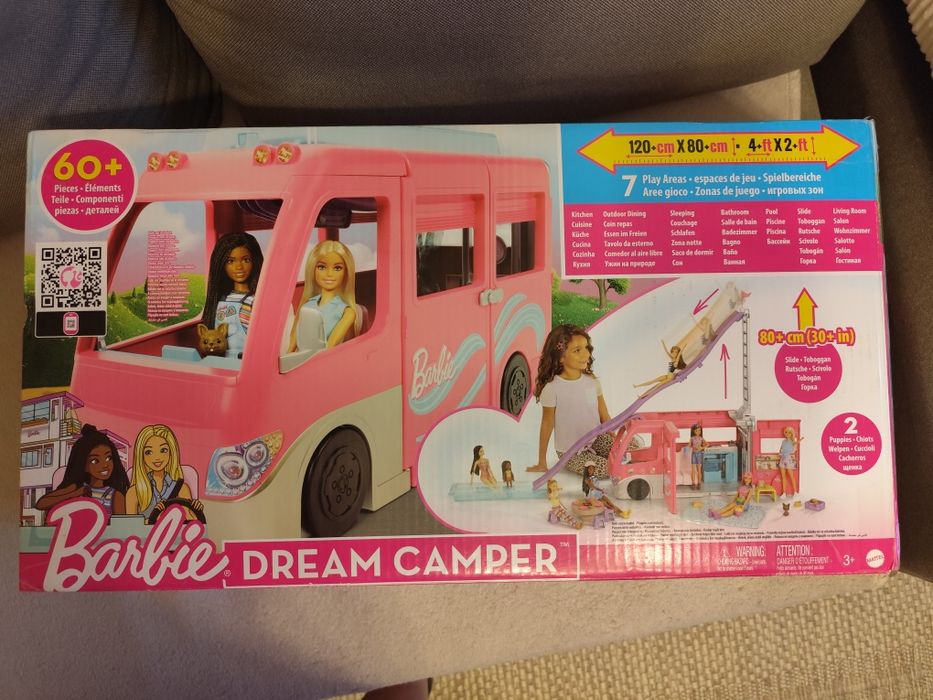 60+
Pieces • Éléments
Teile • Componenti
piezas • деталей
120+cm X 80+cm • 4+ft X 2+ft
7 Play Areas • espaces de jeu • Spielbereiche
Aree gioco • Zonas de juego • игровых зон
Kitchen
Cuisine
Küche
Cucina
Cozinha
Кухня
Outdoor Dining
Coin repas
Essen im Freien
Tavolo da esterno
Comedor al aire libre
Ужин на природе
Sleeping
Couchage
Schlafen
Zona notte
Saco de dormir
Сон
Bathroom
Salle de bain
Badezimmer
Bagno
Baño
Ванная
Pool
Piscine
Piscina
Бассейн
Slide
Toboggan
Rutsche
Scivolo
Tobogán
Горка
Living Room
Salon
Wohnzimmer
Salotto
Salón
Гостиная
Barbie
80+cm (30+in)
Slide • Toboggan
Rutsche • Scivolo
Tobogán
Горка
2
Puppies • Chiots
Welpen • Cuccioli
Cachorros
щенка
Barbie® DREAM CAMPER™
WARNING:
CHOKING HAZARD
ATTENTION:
DANGER D'ÉTOUFFEMENT
3+
MATTEL